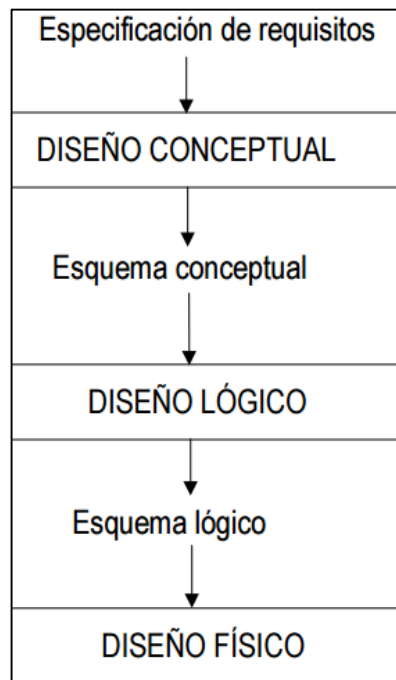 Especificación de requisitos
DISEÑO CONCEPTUAL
Esquema conceptual
DISEÑO LÓGICO
Esquema lógico
DISEÑO FÍSICO